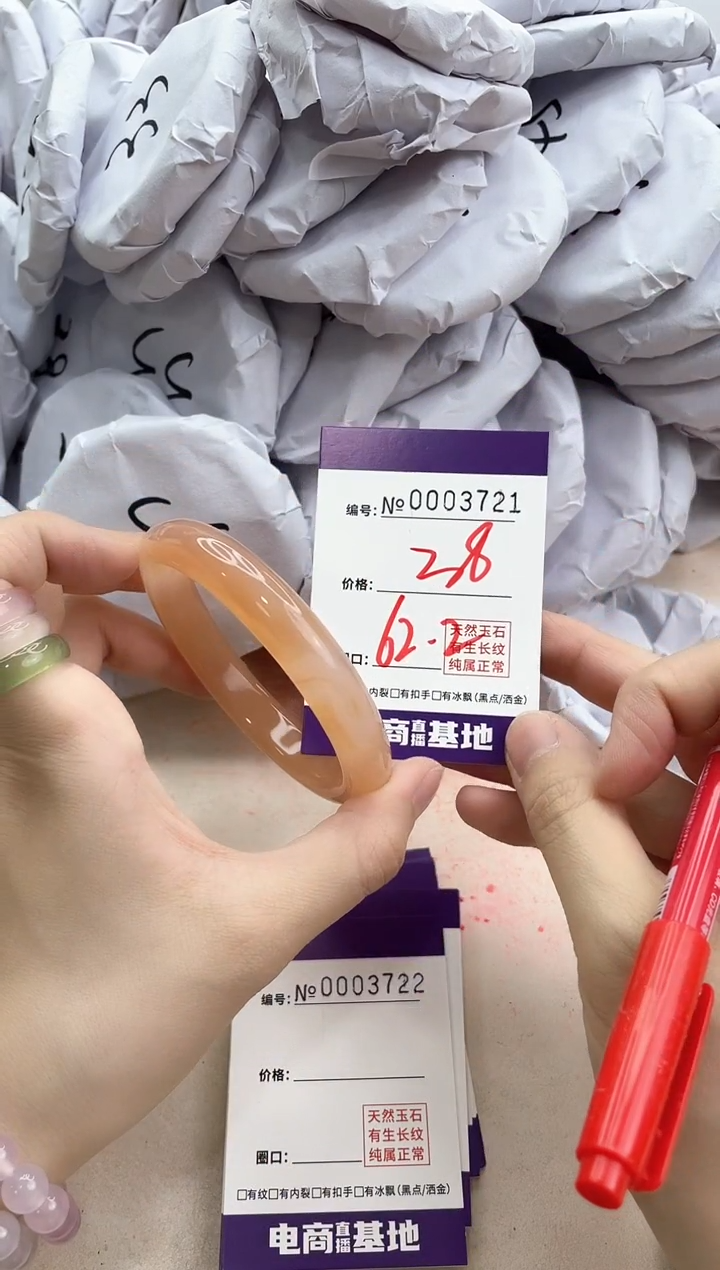 编号: №0003721
价格: 28
口: 62.2
天然玉石
有生长纹
纯属正常
内裂□有扣手□有冰飘(黑点/洒金)
商直播基地
编号: №0003722
价格:
圈口:
天然玉石
有生长纹
纯属正常
□有纹□有内裂□有扣手□有冰飘(黑点/洒金)
电商直播基地